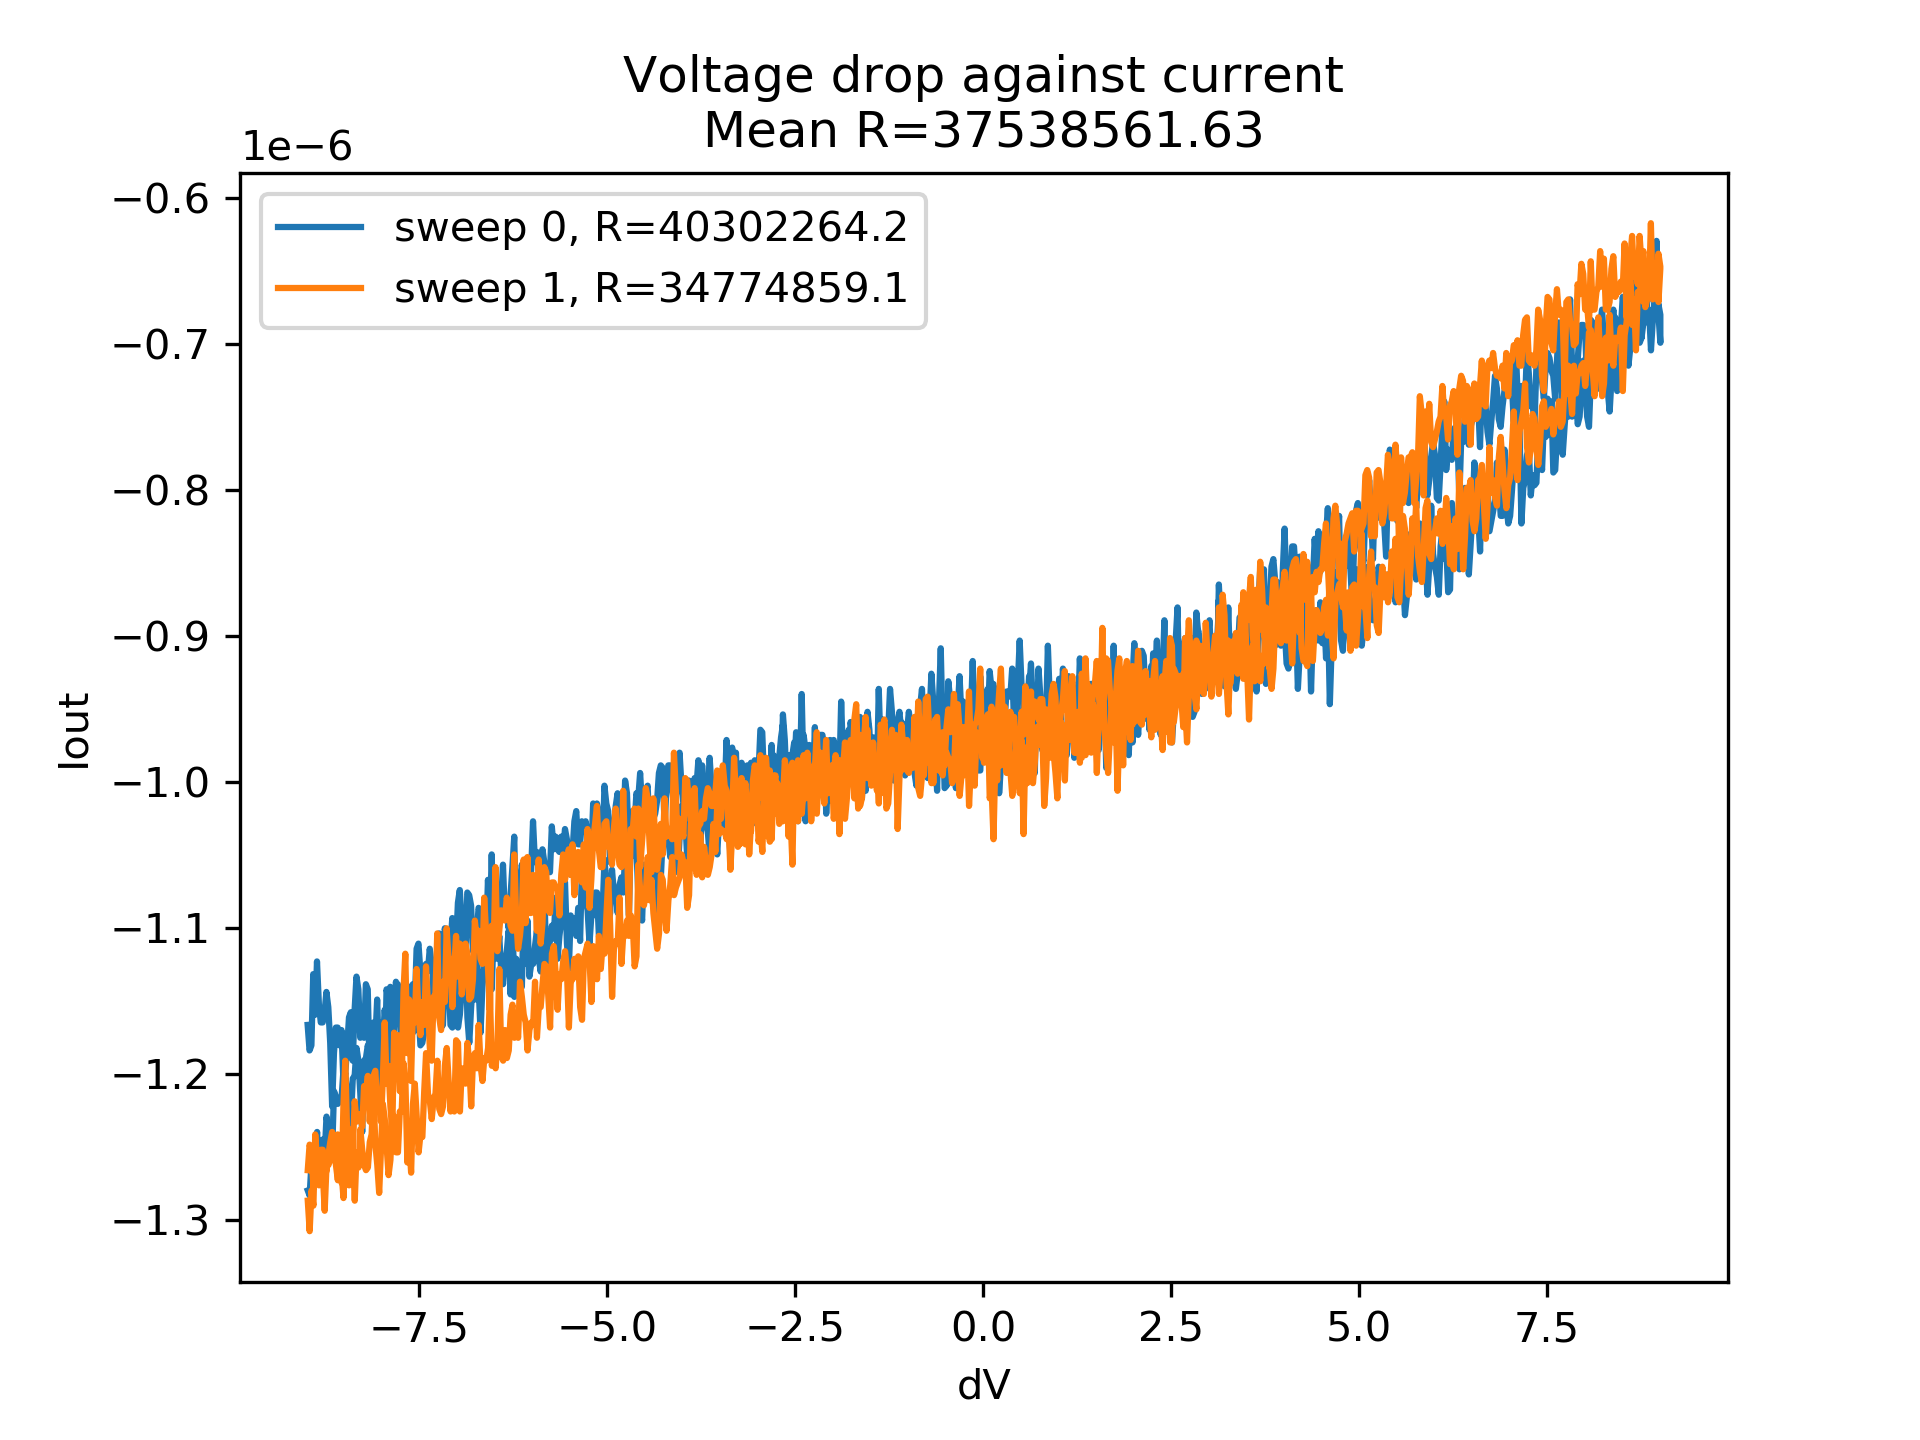 Voltage drop against current
Mean R=37538561.63
1e−6
sweep 0, R=40302264.2
sweep 1, R=34774859.1
−0.6
−0.7
−0.8
−0.9
−1.0
−1.1
−1.2
−1.3
Iout
−7.5
−5.0
−2.5
0.0
2.5
5.0
7.5
dV